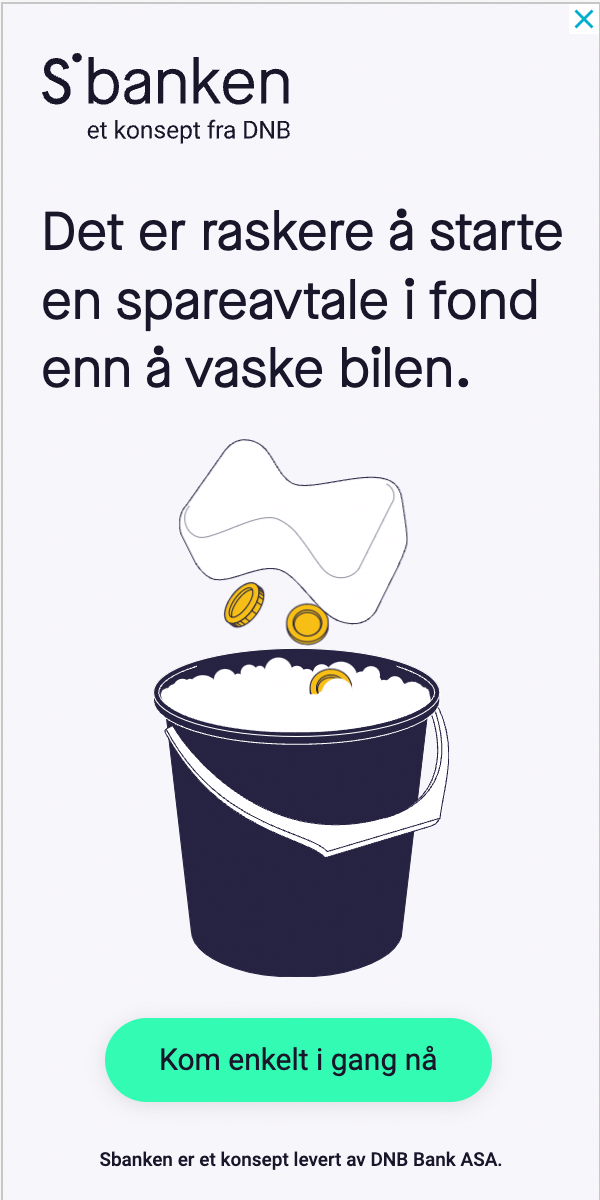 Sbanken
et konsept fra DNB
Det er raskere å starte
en spareavtale i fond
enn å vaske bilen.
Kom enkelt i gang nå
Sbanken er et konsept levert av DNB Bank ASA.